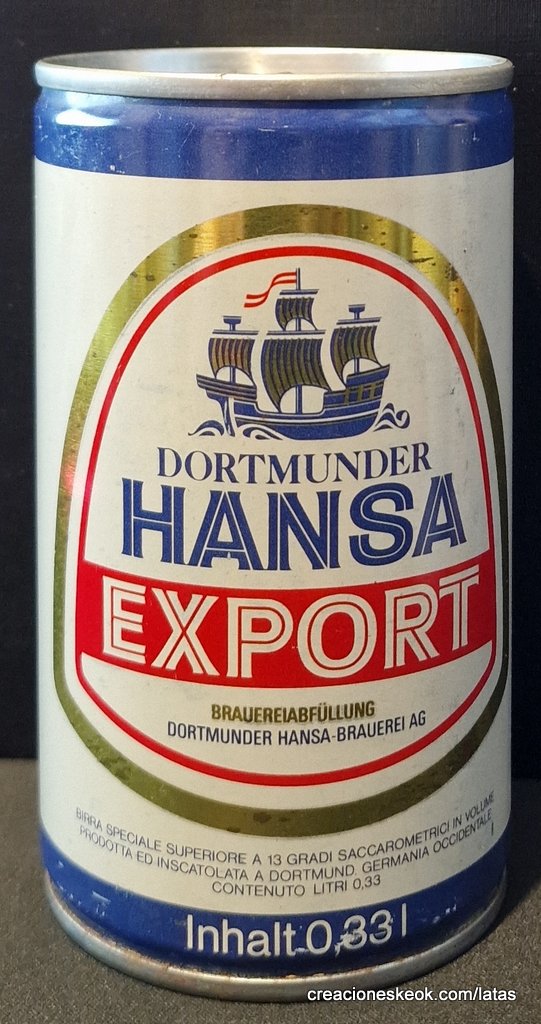 DORTMUNDER
HANSA
EXPORT
BRAUEREIABFÜLLUNG
DORTMUNDER HANSA-BRAUEREI AG
BIRRA SPECIALE SUPERIORE A 13 GRADI SACCAROMETRICI IN VOLUME
PRODOTTA ED INSCATOLATA A DORTMUND. GERMANIA OCCIDENTALE
CONTENUTO LITRI 0,33
Inhalt 0,33 l
creacioneskeok.com/latas